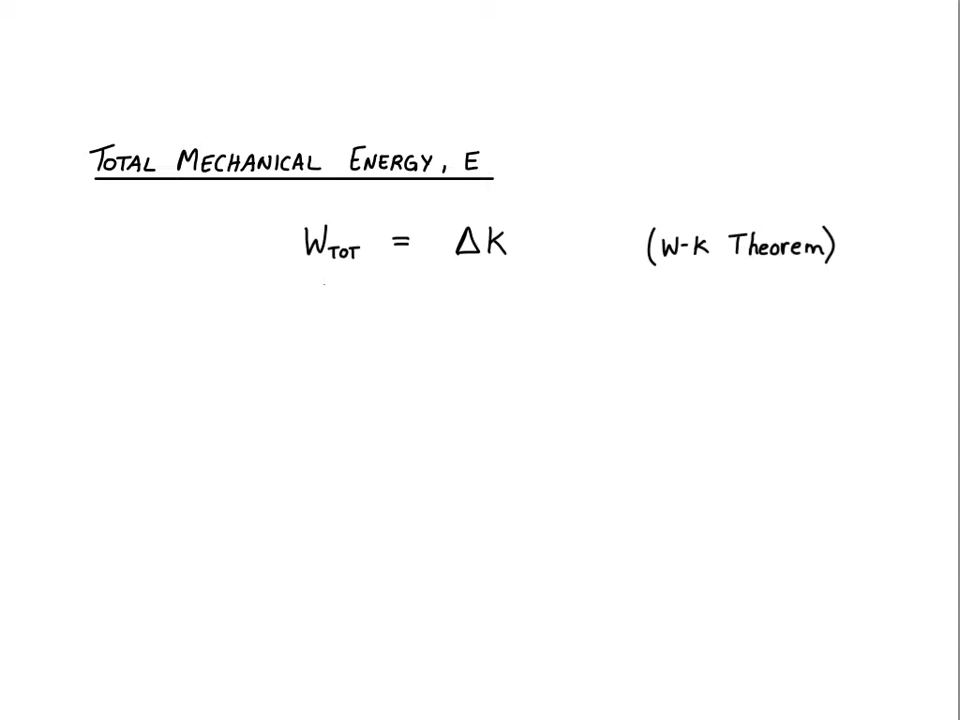 TOTAL MECHANICAL ENERGY, E
W_TOT = ΔK (W-K Theorem)